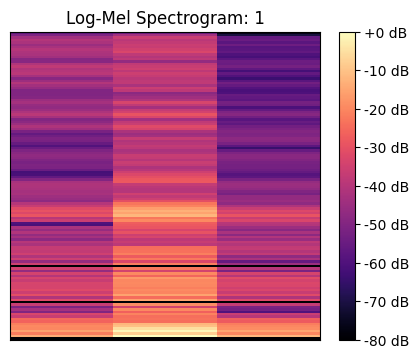 Log-Mel Spectrogram: 1
+0 dB
-10 dB
-20 dB
-30 dB
-40 dB
-50 dB
-60 dB
-70 dB
-80 dB